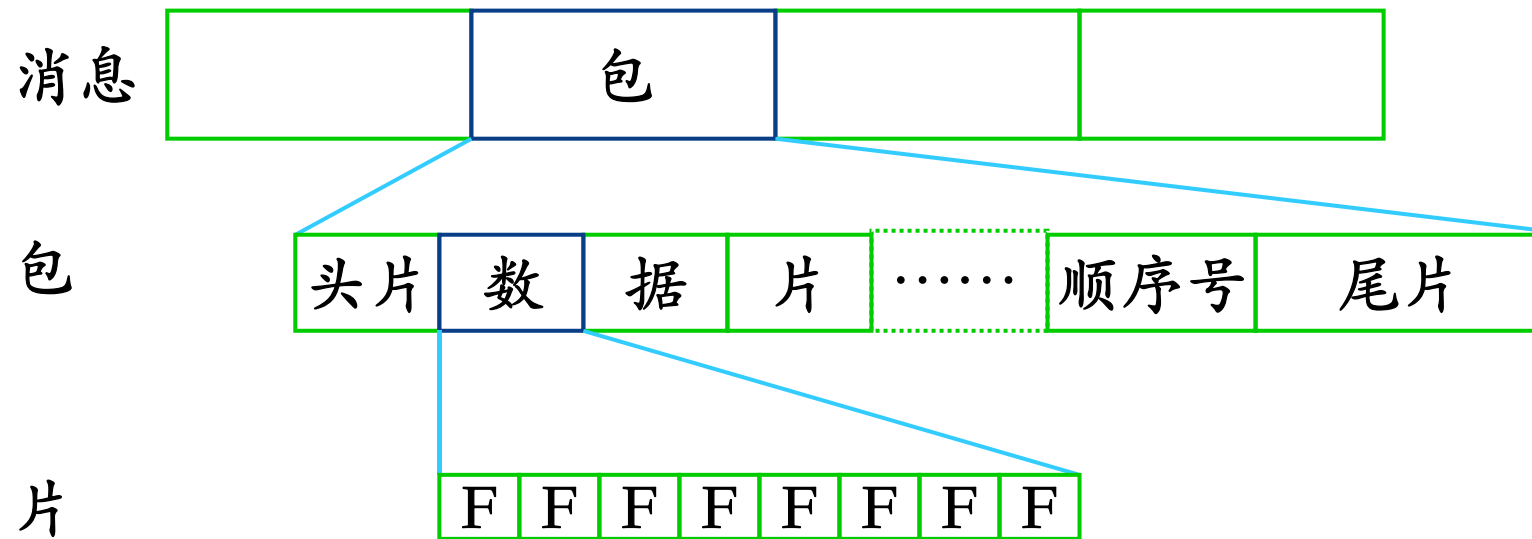 消息 包
包 头片 数 据 片 …… 顺序号 尾片
片 F F F F F F F F